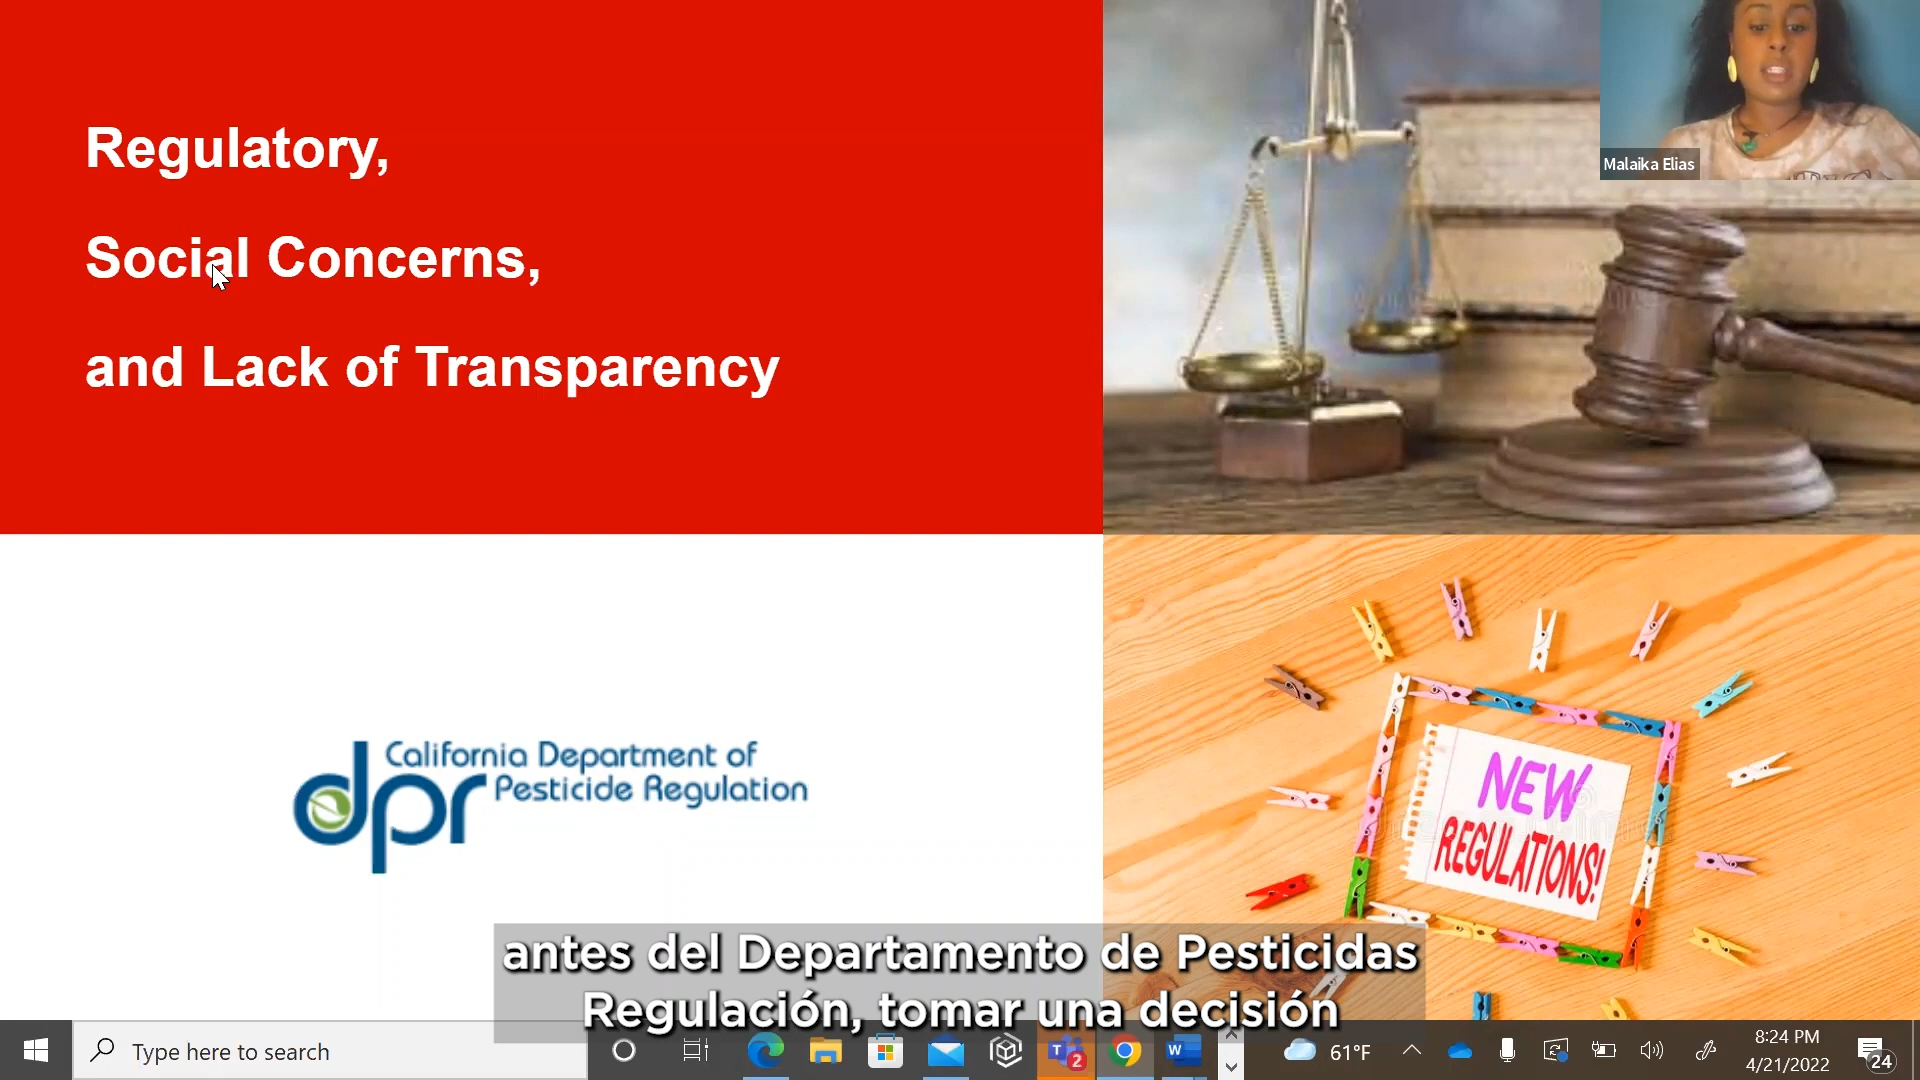 Regulatory,
Social Concerns,
and Lack of Transparency
Malaika Elias
California Department of
dpr Pesticide Regulation
NEW
REGULATIONS!
antes del Departamento de Pesticidas
Regulación, tomar una decisión
Type here to search
2
W
61°F
8:24 PM
4/21/2022
24